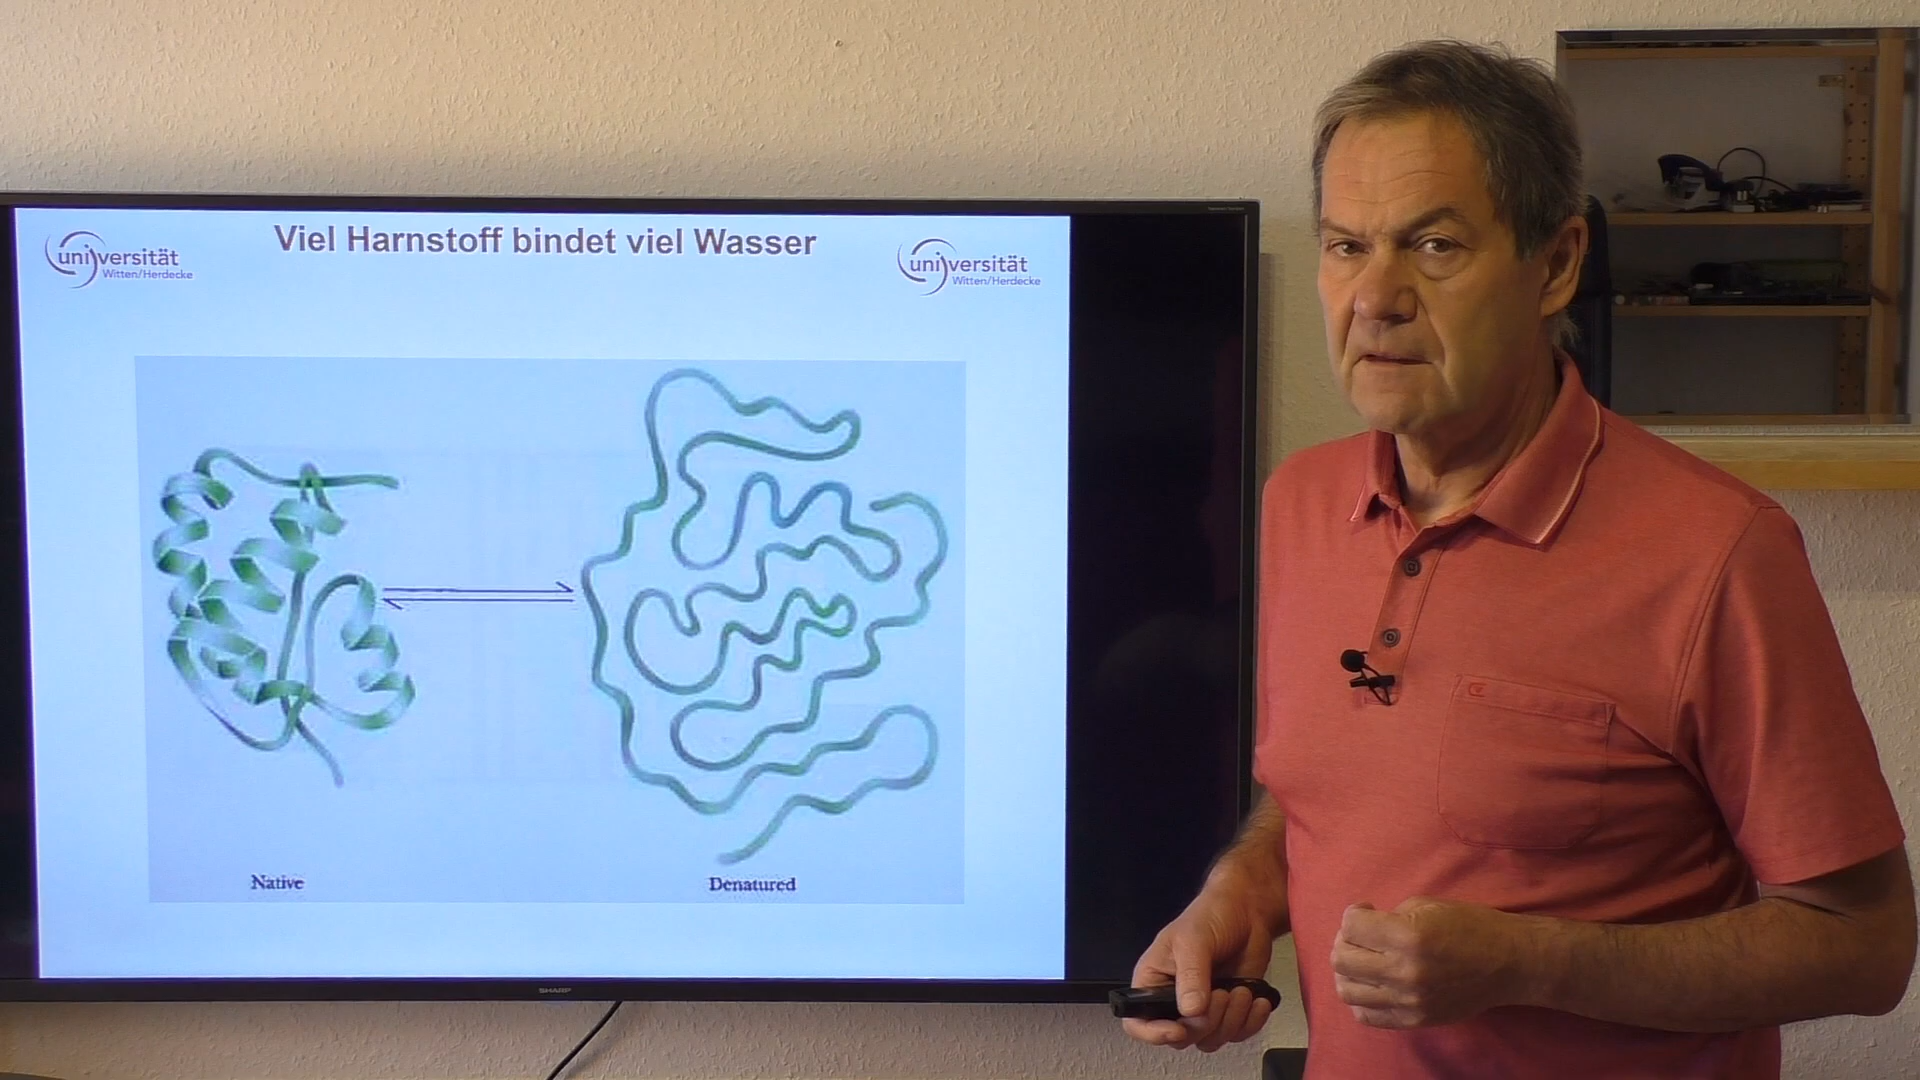 Viel Harnstoff bindet viel Wasser
uni versität
Witten/Herdecke
uni versität
Witten/Herdecke
Native
Denatured
SHARP